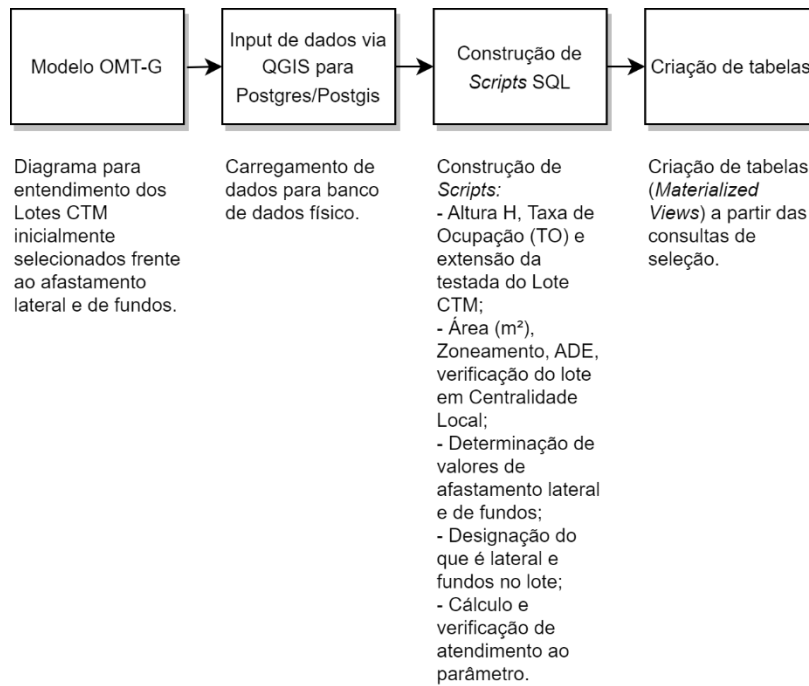 Modelo OMT-G
Input de dados via
QGIS para
Postgres/Postgis
Construção de
Scripts SQL
Criação de tabelas
Diagrama para
entendimento dos
Lotes CTM
inicialmente
selecionados frente
ao afastamento
lateral e de fundos.
Carregamento de
dados para banco
de dados físico.
Construção de
Scripts:
- Altura H, Taxa de
Ocupação (TO) e
extensão da
testada do Lote
CTM;
- Área (m²),
Zoneamento, ADE,
verificação do lote
em Centralidade
Local;
- Determinação de
valores de
afastamento lateral
e de fundos;
- Designação do
que é lateral e
fundos no lote;
- Cálculo e
verificação de
atendimento ao
parâmetro.
Criação de tabelas
(Materialized
Views) a partir das
consultas de
seleção.